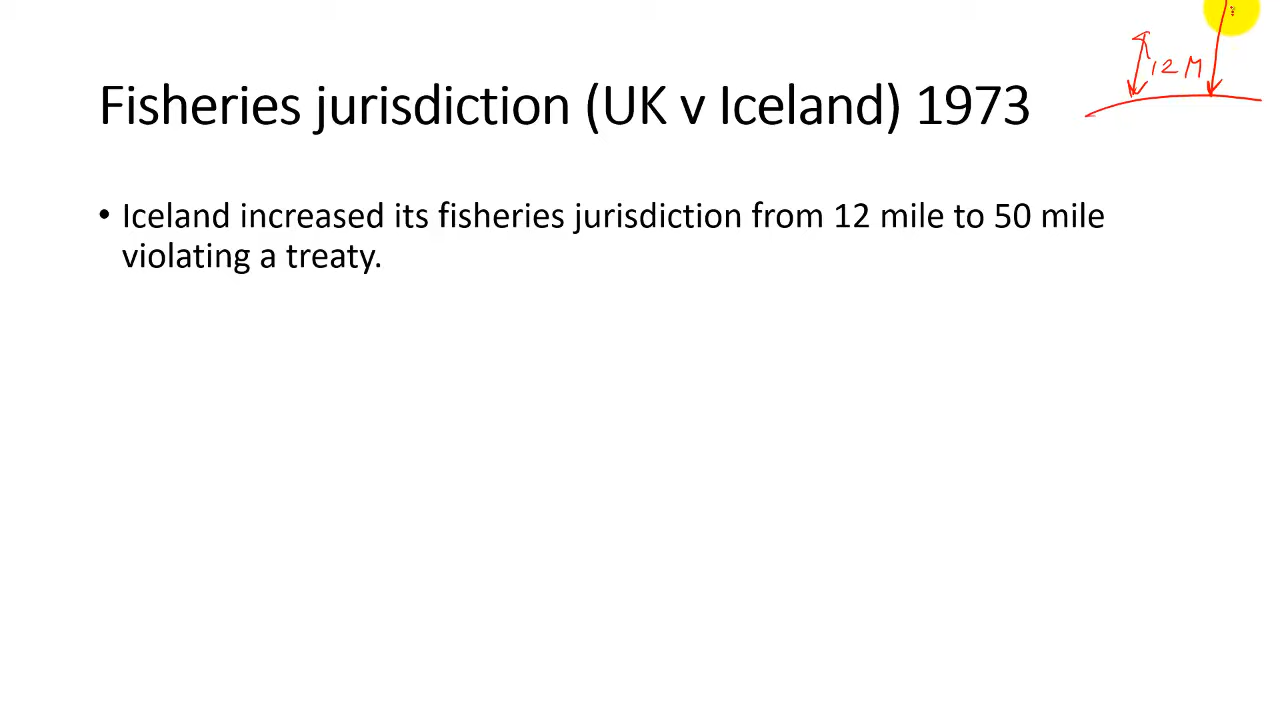 12 M
Fisheries jurisdiction (UK v Iceland) 1973
• Iceland increased its fisheries jurisdiction from 12 mile to 50 mile
violating a treaty.